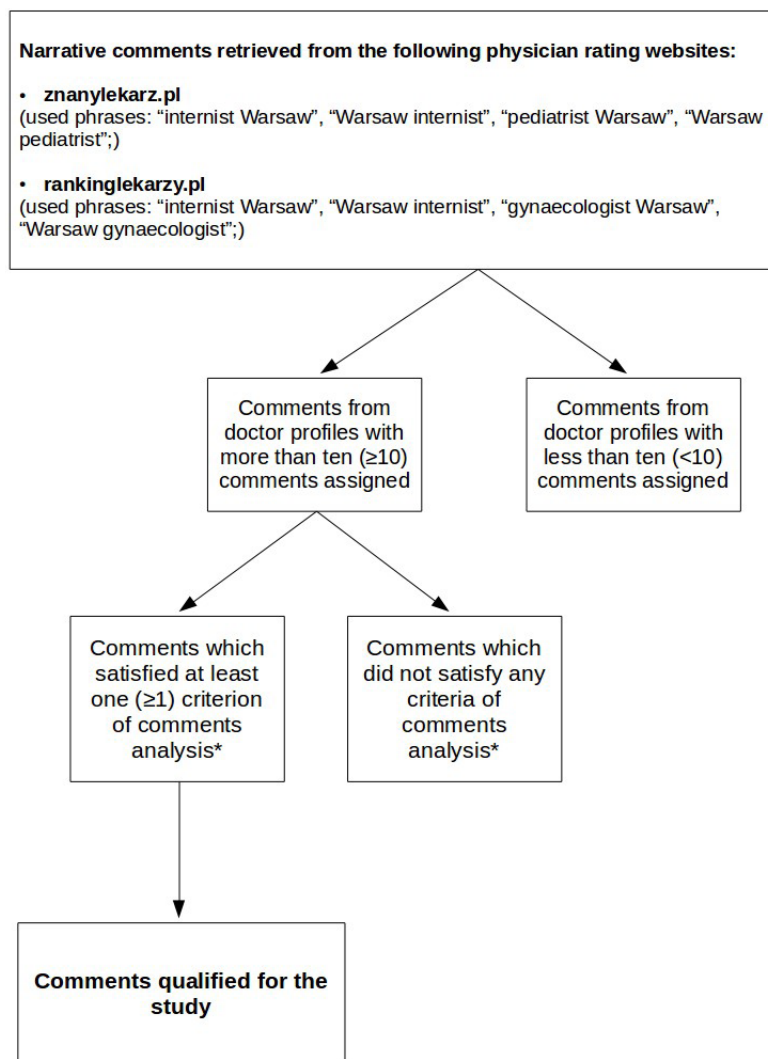 Narrative comments retrieved from the following physician rating websites:
• znanylekarz.pl
(used phrases: “internist Warsaw”, “Warsaw internist”, “pediatrist Warsaw”, “Warsaw
pediatrist”;)
• rankinglekarzy.pl
(used phrases: “internist Warsaw”, “Warsaw internist”, “gynaecologist Warsaw”,
“Warsaw gynaecologist”;)
Comments from
doctor profiles with
more than ten (≥10)
comments assigned
Comments from
doctor profiles with
less than ten (<10)
comments assigned
Comments which
satisfied at least
one (≥1) criterion
of comments
analysis*
Comments which
did not satisfy any
criteria of
comments
analysis*
Comments qualified for the
study